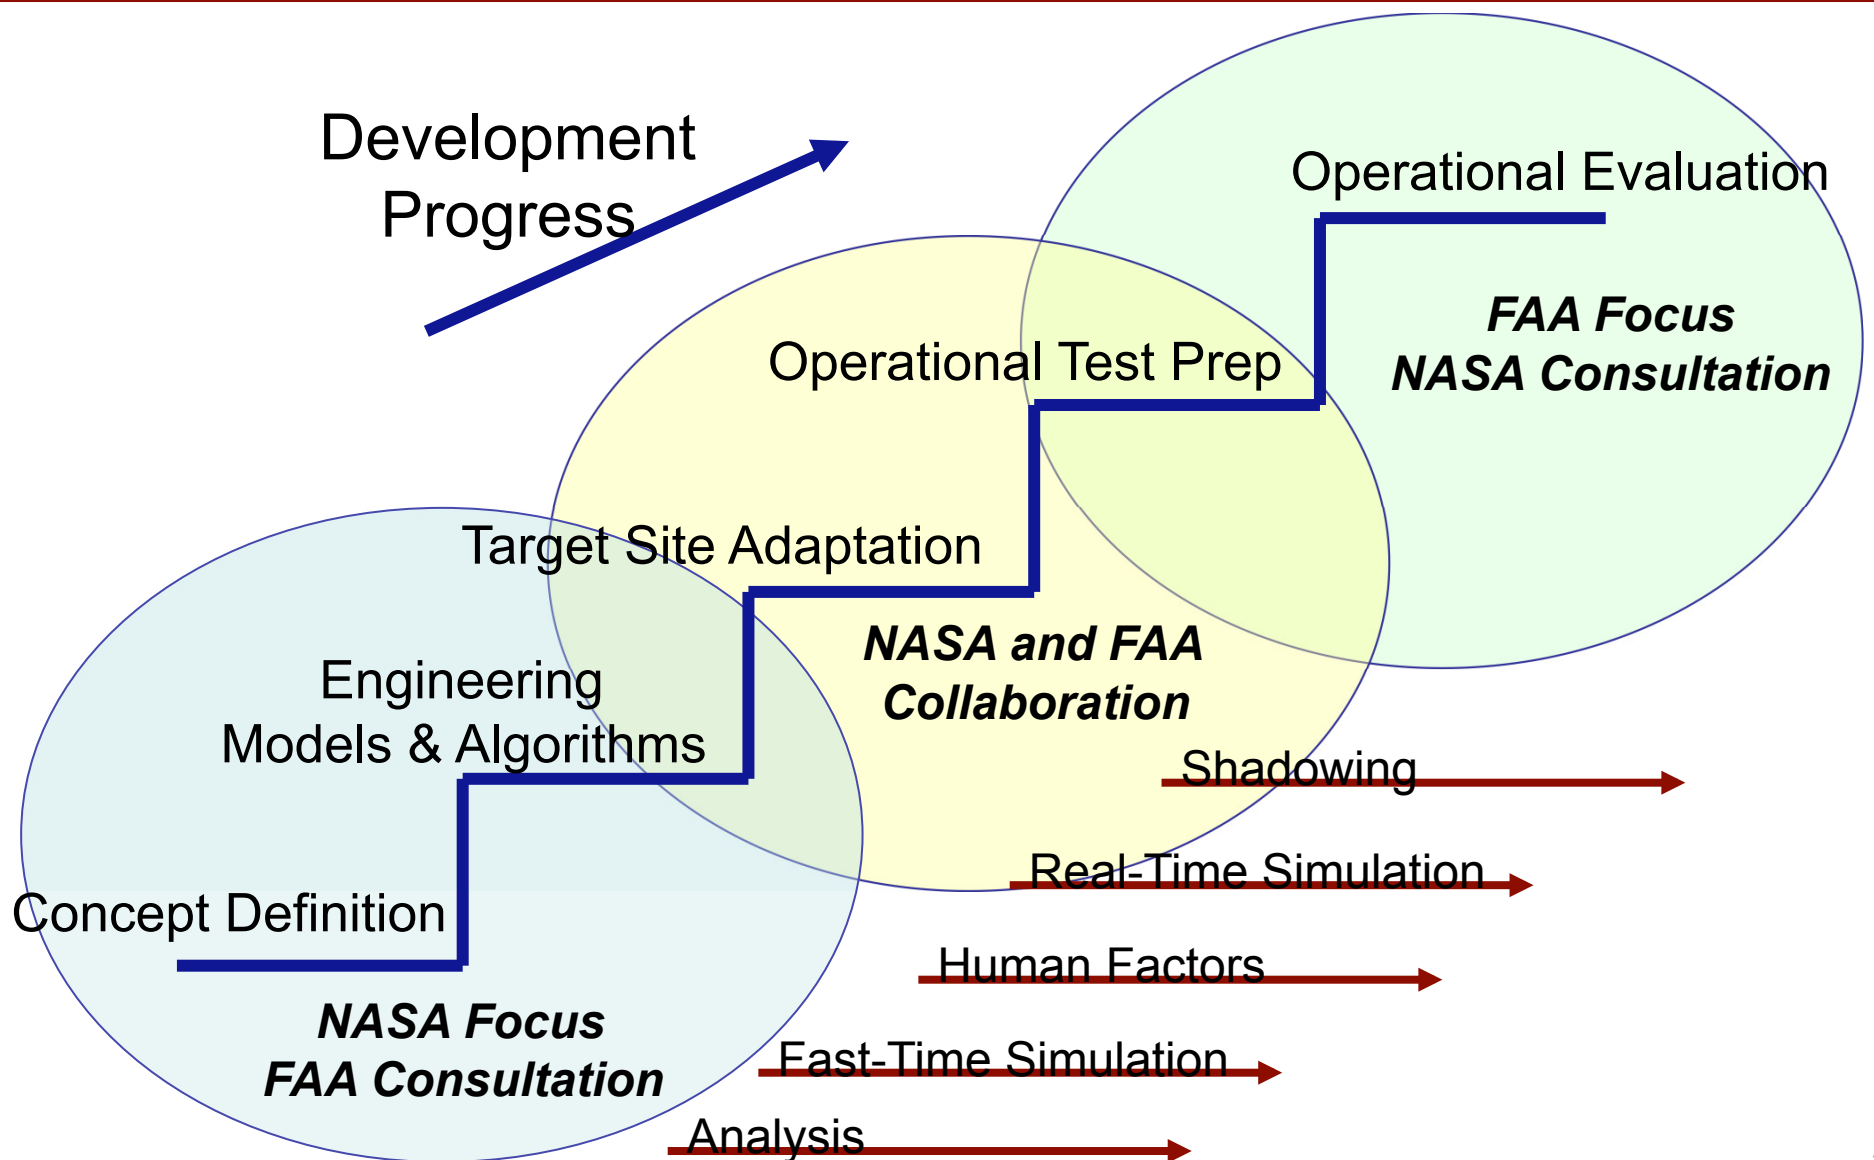 Development
Progress
Operational Evaluation
FAA Focus
NASA Consultation
Operational Test Prep
Target Site Adaptation
NASA and FAA
Collaboration
Engineering
Models & Algorithms
Shadowing
Real-Time Simulation
Concept Definition
Human Factors
NASA Focus
FAA Consultation
Fast-Time Simulation
Analysis